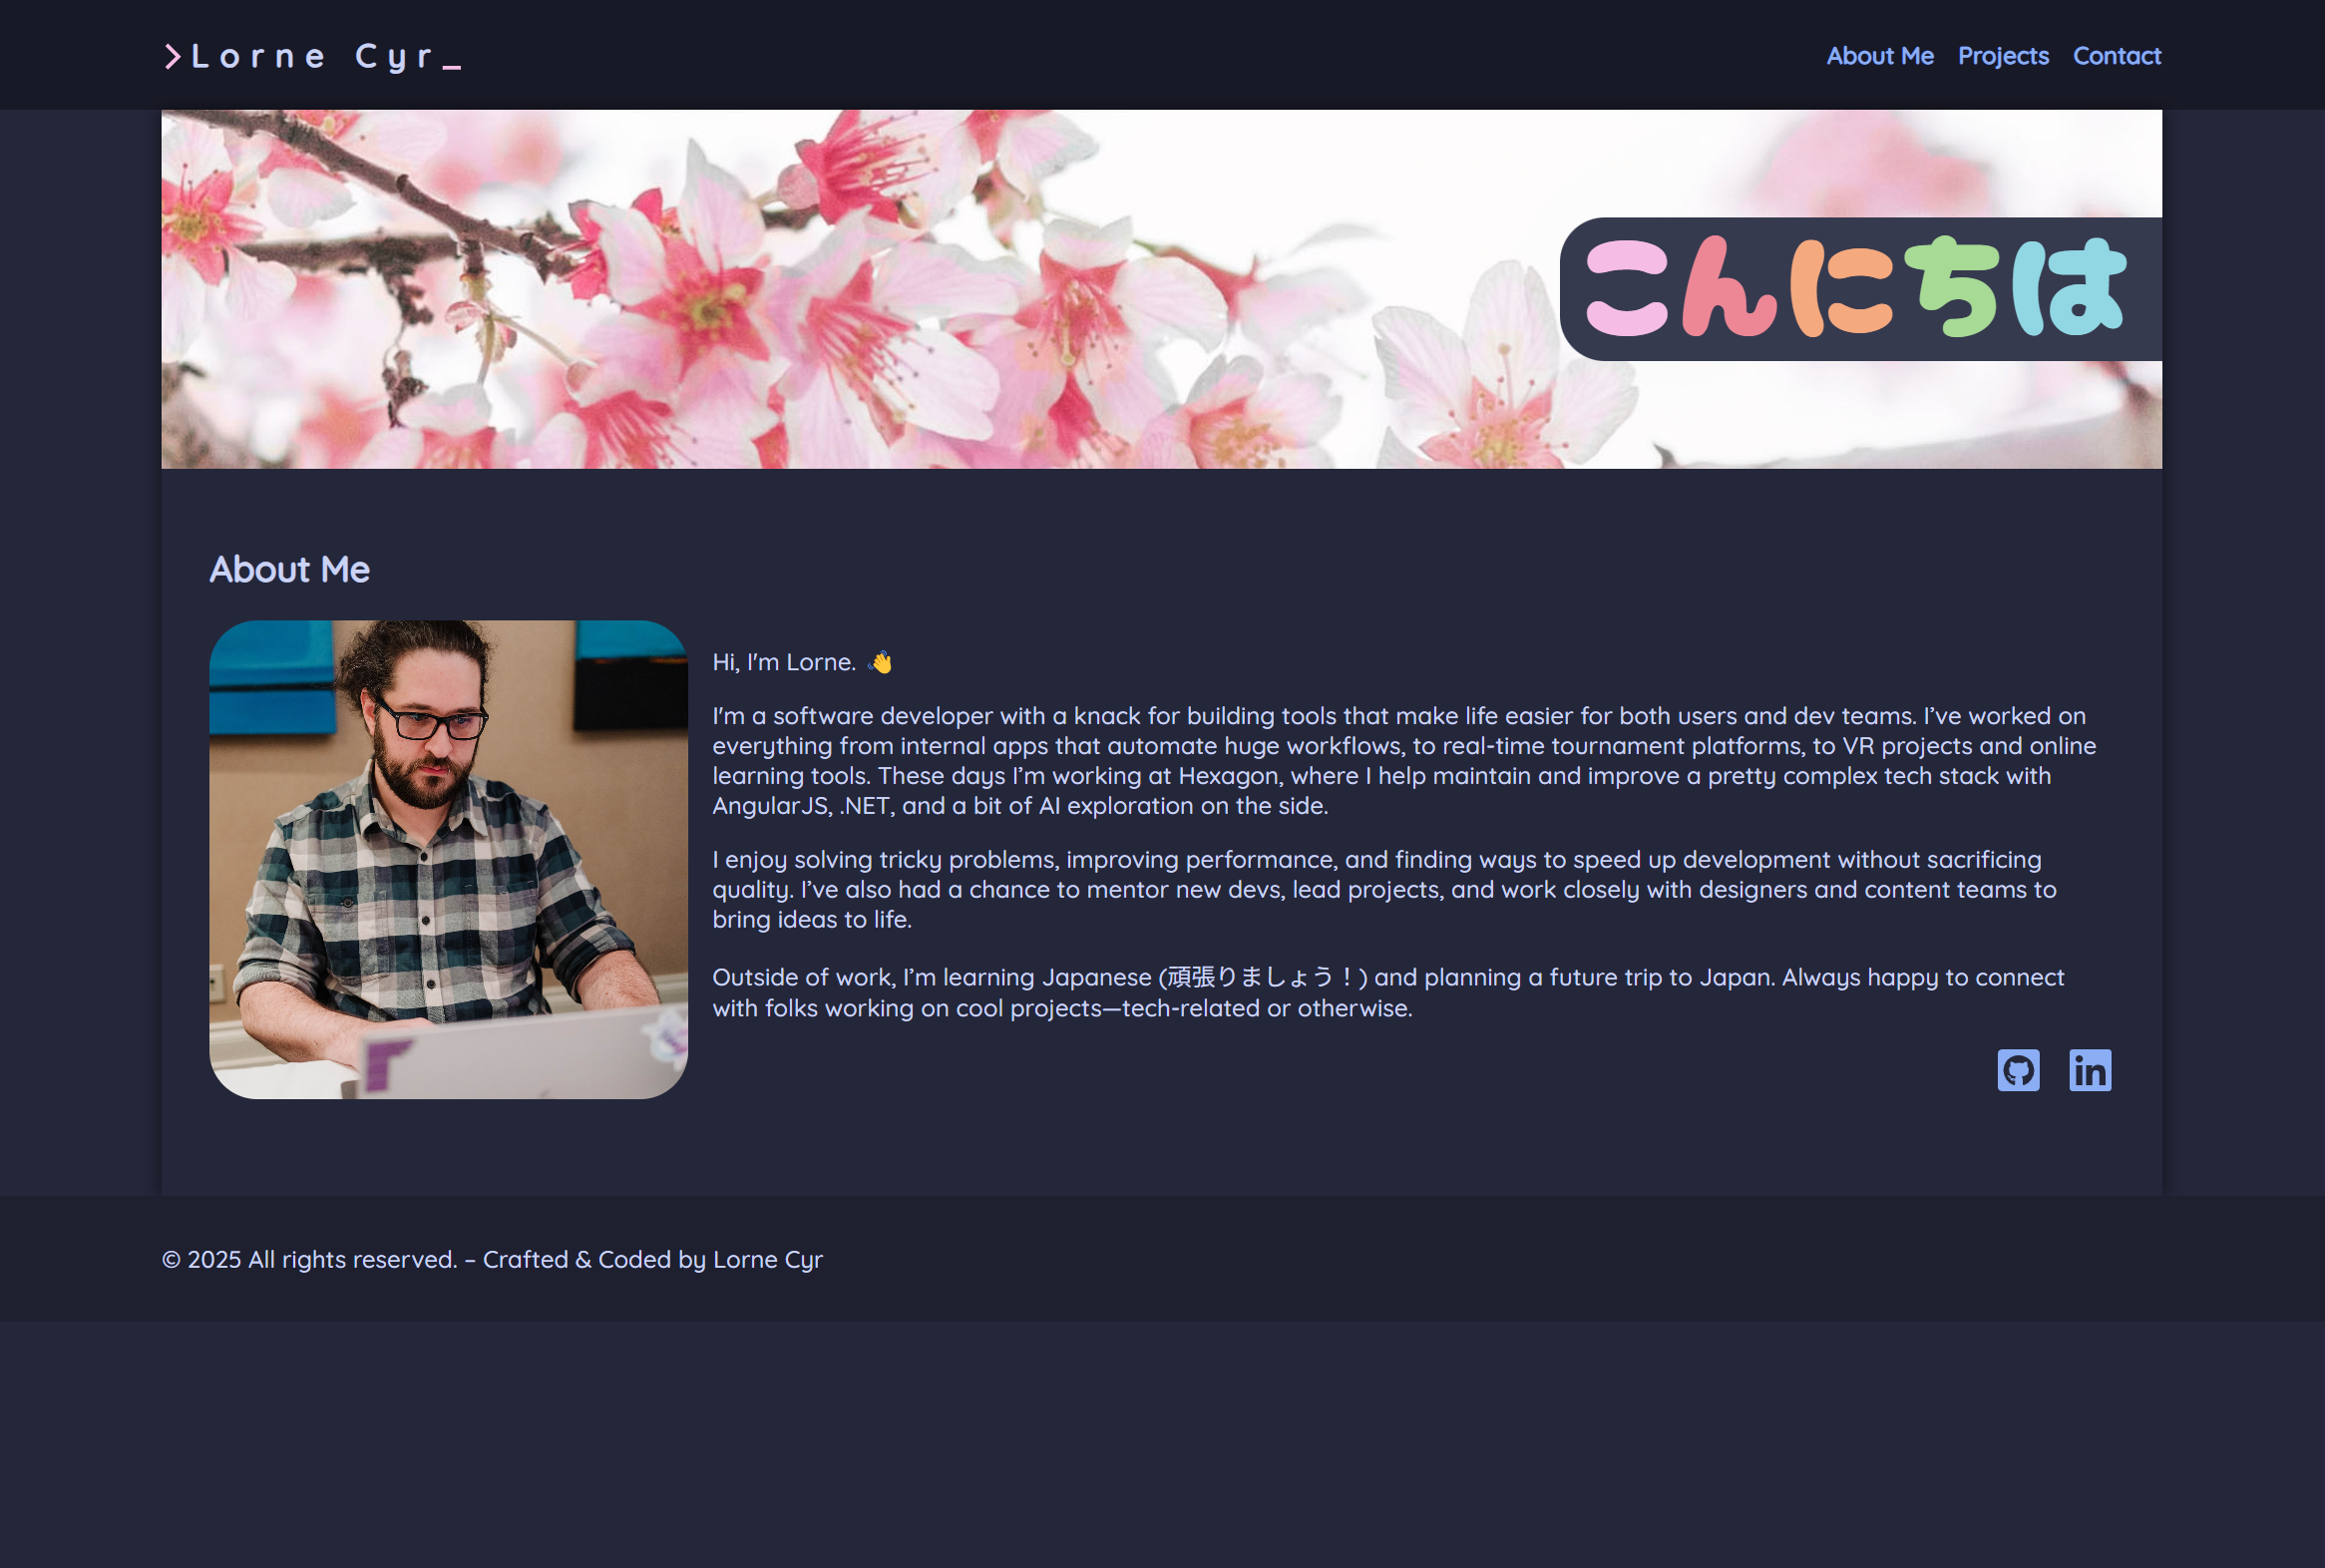 >Lorne Cyr_
About Me Projects Contact
こんにちは
About Me
Hi, I'm Lorne. 👋
I'm a software developer with a knack for building tools that make life easier for both users and dev teams. I’ve worked on
everything from internal apps that automate huge workflows, to real-time tournament platforms, to VR projects and online
learning tools. These days I’m working at Hexagon, where I help maintain and improve a pretty complex tech stack with
AngularJS, .NET, and a bit of AI exploration on the side.
I enjoy solving tricky problems, improving performance, and finding ways to speed up development without sacrificing
quality. I’ve also had a chance to mentor new devs, lead projects, and work closely with designers and content teams to
bring ideas to life.
Outside of work, I’m learning Japanese (頑張りましょう！) and planning a future trip to Japan. Always happy to connect
with folks working on cool projects—tech-related or otherwise.
in
© 2025 All rights reserved. – Crafted & Coded by Lorne Cyr